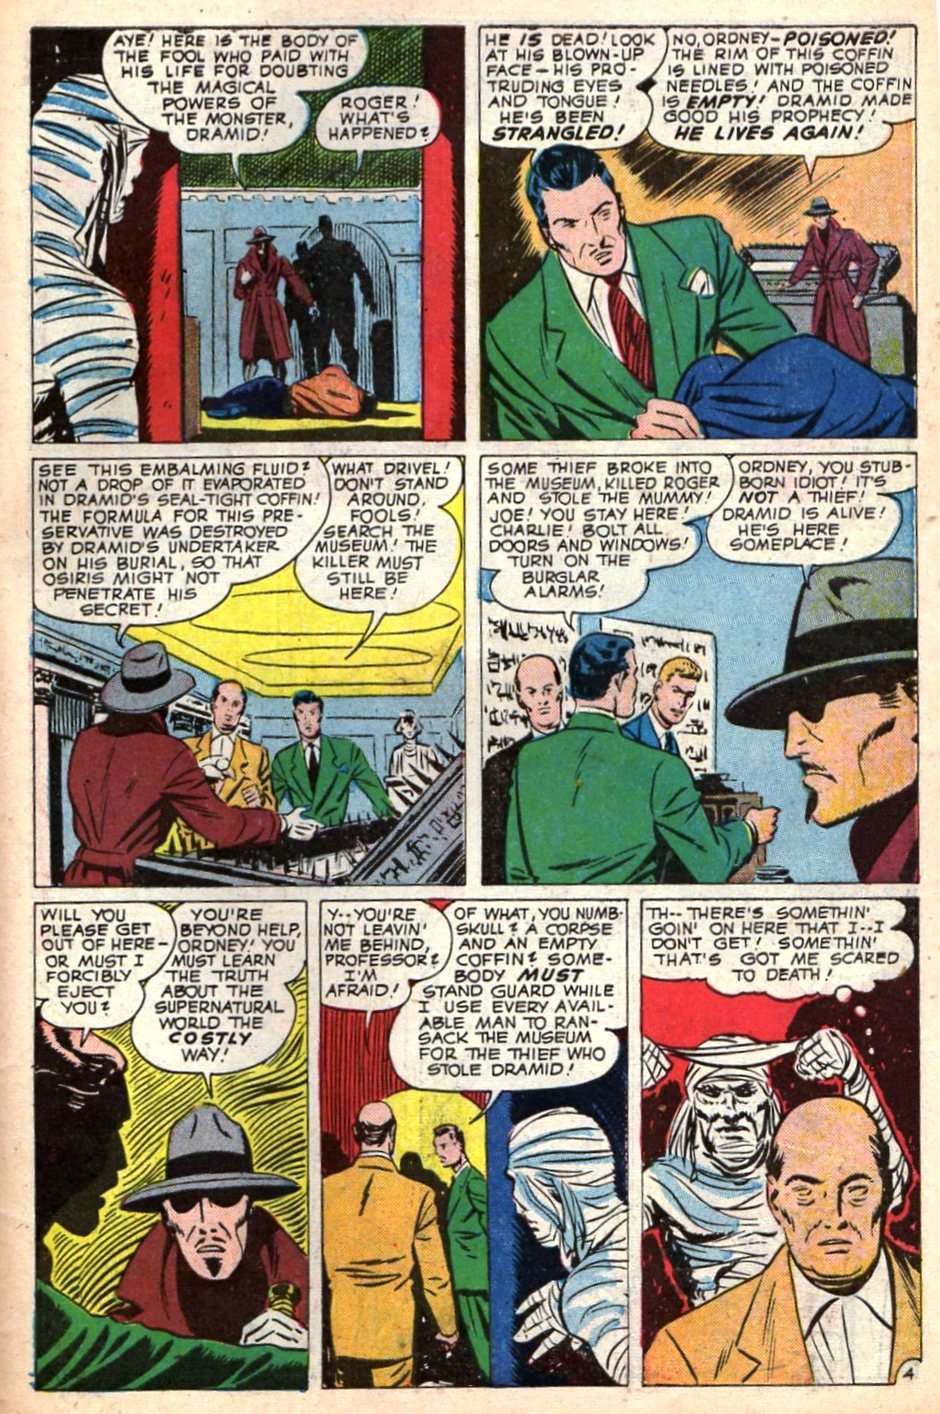 AYE! HERE IS THE BODY OF
THE FOOL WHO PAID WITH
HIS LIFE FOR DOUBTING
THE MAGICAL
POWERS OF
THE MONSTER,
DRAMID!
ROGER!
WHAT'S
HAPPENED?
HE IS DEAD! LOOK
AT HIS BLOWN-UP
FACE - HIS PRO-
TRUDING EYES
AND TONGUE!
HE'S BEEN
STRANGLED!
NO, ORDNEY - POISONED!
THE RIM OF THIS COFFIN
IS LINED WITH POISONED
NEEDLES! AND THE COFFIN
IS EMPTY! DRAMID MADE
GOOD HIS PROPHECY!
HE LIVES AGAIN!
SEE THIS EMBALMING FLUID?
NOT A DROP OF IT EVAPORATED
IN DRAMID'S SEAL-TIGHT COFFIN!
THE FORMULA FOR THIS PRE-
SERVATIVE WAS DESTROYED
BY DRAMID'S UNDERTAKER
ON HIS BURIAL, SO THAT
OSIRIS MIGHT NOT
PENETRATE HIS
SECRET!
WHAT DRIVEL!
DON'T STAND
AROUND,
FOOLS!
SEARCH THE
MUSEUM! THE
KILLER MUST
STILL BE
HERE!
SOME THIEF BROKE INTO
THE MUSEUM, KILLED ROGER
AND STOLE THE MUMMY!
JOE! YOU STAY HERE!
CHARLIE! BOLT ALL
DOORS AND WINDOWS!
TURN ON THE
BURGLAR
ALARMS!
ORDNEY, YOU STUB-
BORN IDIOT! IT'S
NOT A THIEF!
DRAMID IS ALIVE!
HE'S HERE
SOMEPLACE!
WILL YOU
PLEASE GET
OUT OF HERE -
OR MUST I
FORCIBLY
EJECT
YOU?
YOU'RE
BEYOND HELP,
ORDNEY! YOU
MUST LEARN
THE TRUTH
ABOUT THE
SUPERNATURAL
WORLD THE
COSTLY
WAY!
Y--YOU'RE
NOT LEAVIN'
ME BEHIND,
PROFESSOR?
I'M
AFRAID!
OF WHAT, YOU NUMB-
SKULL? A CORPSE
AND AN EMPTY
COFFIN? SOME-
BODY MUST
STAND GUARD WHILE
I USE EVERY AVAIL-
ABLE MAN TO RAN-
SACK THE MUSEUM
FOR THE THIEF WHO
STOLE DRAMID!
TH-- THERE'S SOMETHIN'
GOIN' ON HERE THAT I--I
DON'T GET! SOMETHIN'
THAT'S GOT ME SCARED
TO DEATH!
4